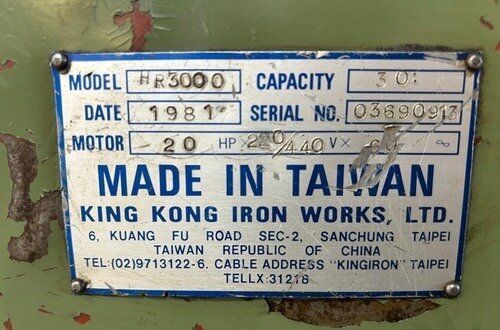 MODEL HR3000 CAPACITY 30:
DATE 1981 SERIAL NO. 03690913
MOTOR 20 HP 220/440 V
MADE IN TAIWAN
KING KONG IRON WORKS, LTD.
6, KUANG FU ROAD SEC-2, SANCHUNG TAIPEI
TAIWAN REPUBLIC OF CHINA
TEL:(02)9713122-6. CABLE ADDRESS "KINGIRON" TAIPEI
TELLX:31218